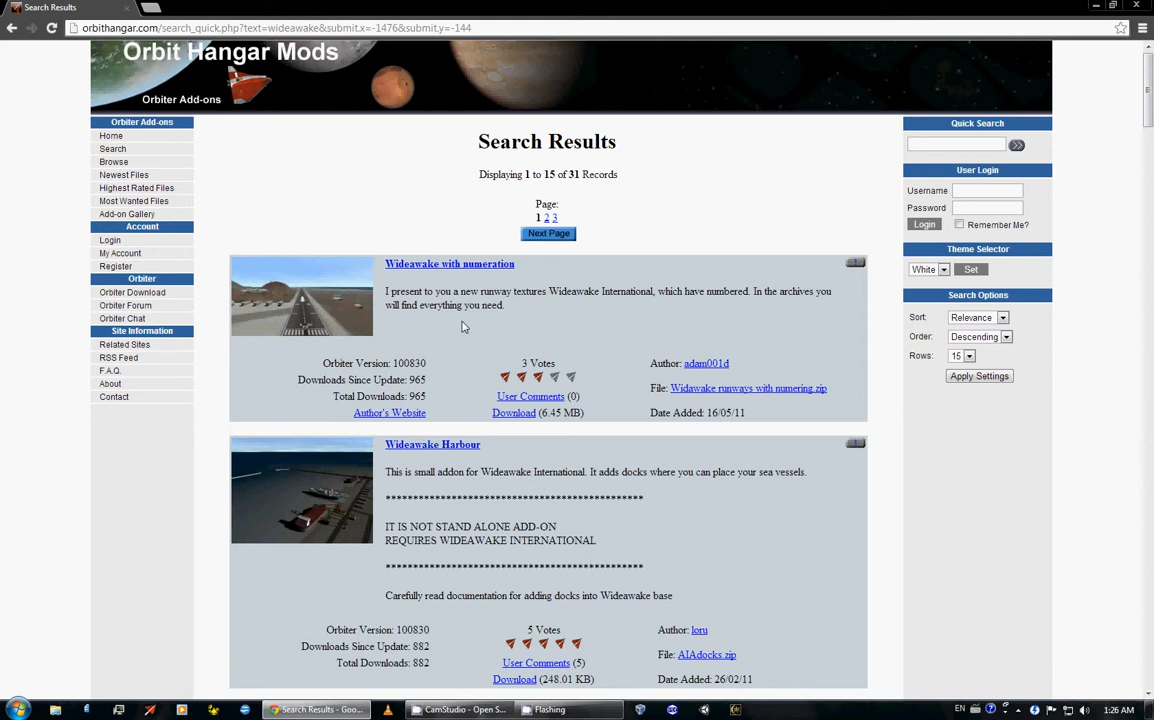 Search Results
orbithangar.com/search_quick.php?text=wideawake&submit.x=-1476&submit.y=-144
Orbit Hangar Mods
Orbiter Add-ons
Orbiter Add-ons
Home
Search
Browse
Newest Files
Highest Rated Files
Most Wanted Files
Add-on Gallery
Account
Login
My Account
Register
Orbiter
Orbiter Download
Orbiter Forum
Orbiter Chat
Site Information
Related Sites
RSS Feed
F.A.Q.
About
Contact
Search Results
Displaying 1 to 15 of 31 Records
Page:
1 2 3
Next Page
Wideawake with numeration
I present to you a new runway textures Wideawake International, which have numbered. In the archives you
will find everything you need.
Orbiter Version: 100830
Downloads Since Update: 965
Total Downloads: 965
Author's Website
3 Votes
User Comments (0)
Download (6.45 MB)
Author: adam001d
File: Widawake runways with numering.zip
Date Added: 16/05/11
Wideawake Harbour
This is small addon for Wideawake International. It adds docks where you can place your sea vessels.
***********************************************
IT IS NOT STAND ALONE ADD-ON
REQUIRES WIDEAWAKE INTERNATIONAL
***********************************************
Carefully read documentation for adding docks into Wideawake base
Orbiter Version: 100830
Downloads Since Update: 882
Total Downloads: 882
5 Votes
User Comments (5)
Download (248.01 KB)
Author: loru
File: AIAdocks.zip
Date Added: 26/02/11
Quick Search
User Login
Username
Password
Login
Remember Me?
Theme Selector
White
Set
Search Options
Sort: Relevance
Order: Descending
Rows: 15
Apply Settings
Search Results - Goo...
CamStudio - Open S...
Flashing
EN
1:26 AM